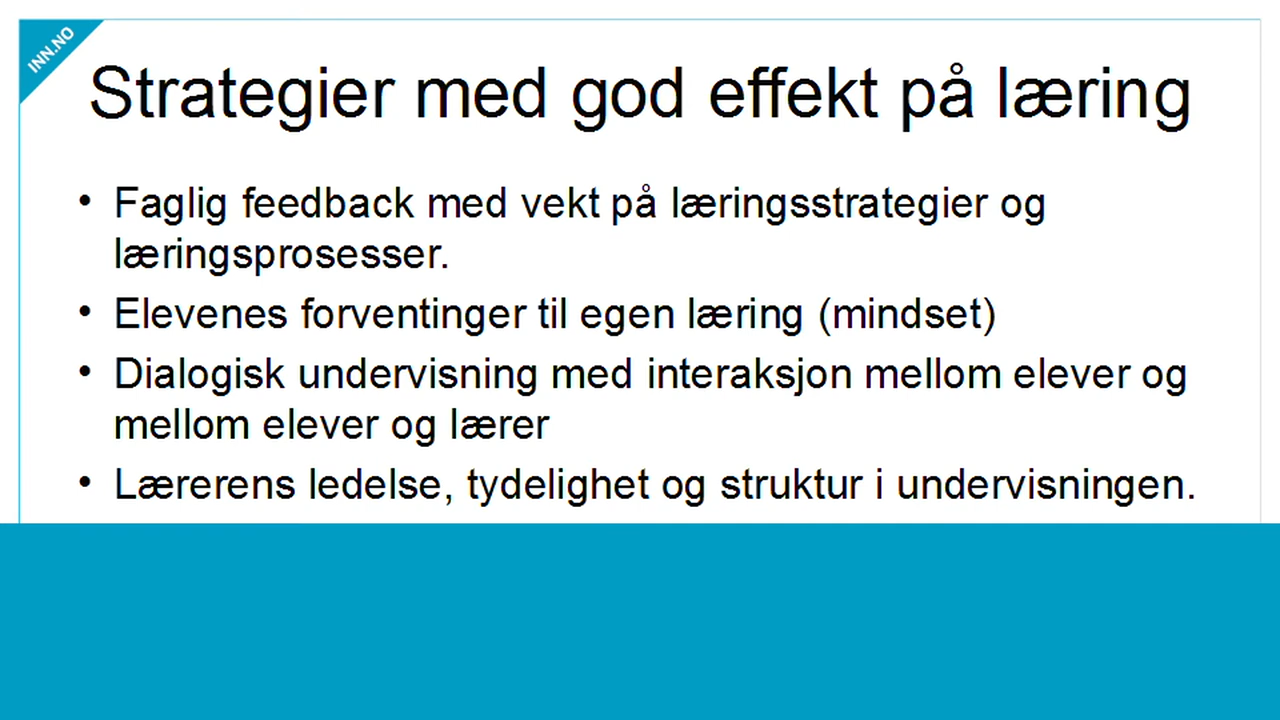 INN.NO
Strategier med god effekt på læring
• Faglig feedback med vekt på læringsstrategier og
læringsprosesser.
• Elevenes forventinger til egen læring (mindset)
• Dialogisk undervisning med interaksjon mellom elever og
mellom elever og lærer
• Lærerens ledelse, tydelighet og struktur i undervisningen.